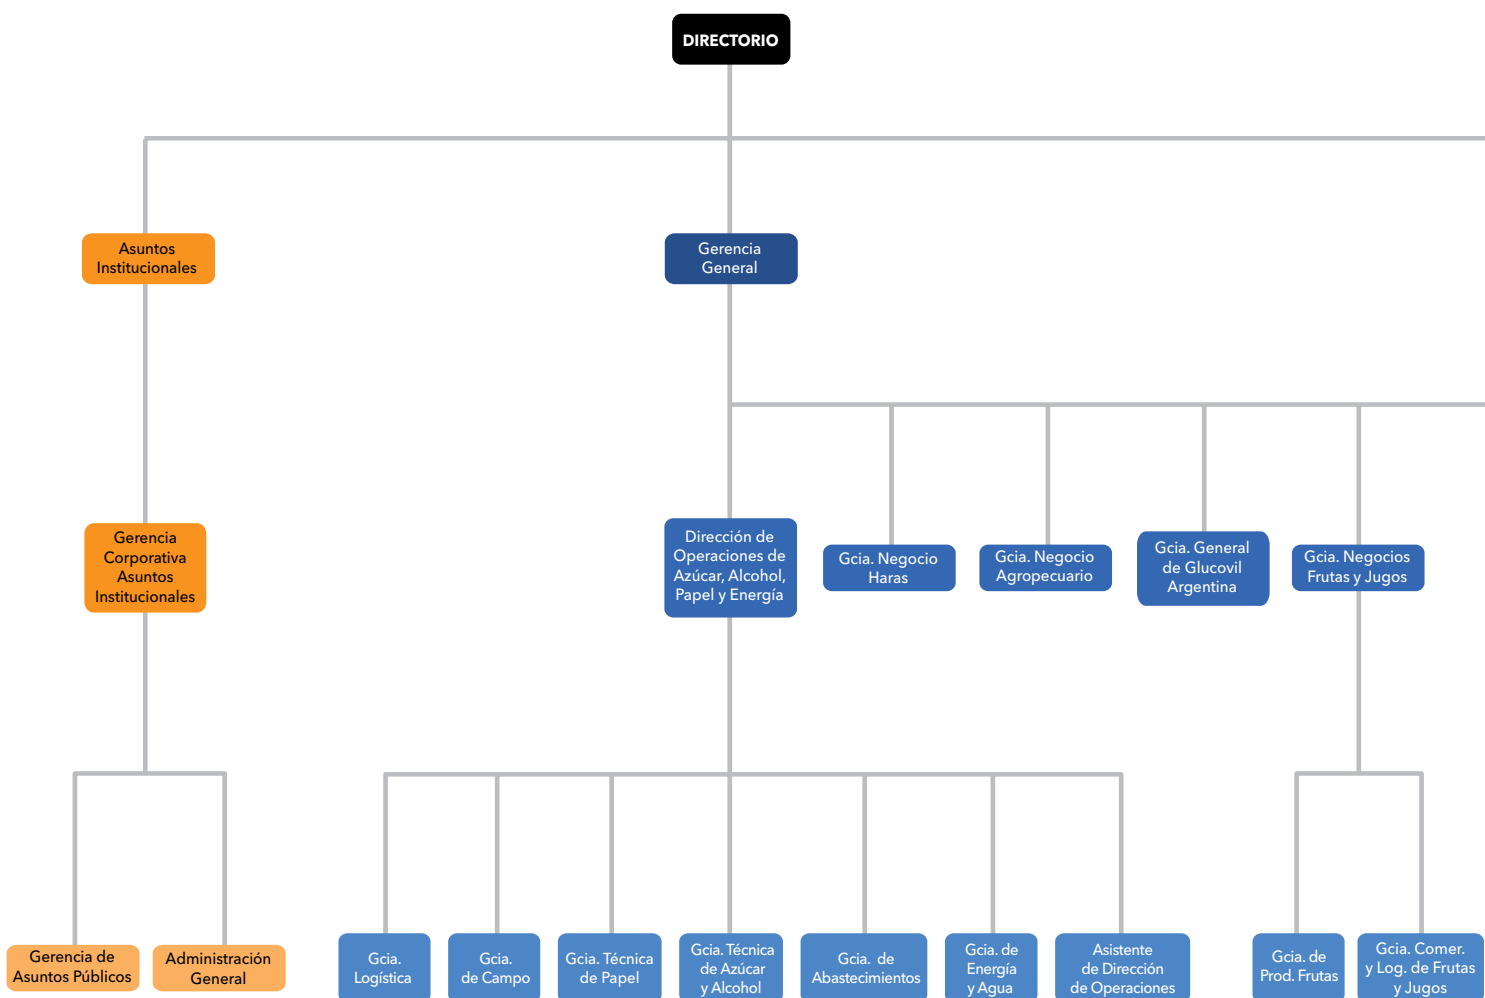 DIRECTORIO
Asuntos
Institucionales
Gerencia
General
Gerencia
Corporativa
Asuntos
Institucionales
Dirección de
Operaciones de
Azúcar, Alcohol,
Papel y Energía
Gcia. Negocio
Haras
Gcia. Negocio
Agropecuario
Gcia. General
de Glucovil
Argentina
Gcia. Negocios
Frutas y Jugos
Gerencia de
Asuntos Públicos
Administración
General
Gcia.
Logística
Gcia.
de Campo
Gcia. Técnica
de Papel
Gcia. Técnica
de Azúcar
y Alcohol
Gcia. de
Abastecimientos
Gcia. de
Energía
y Agua
Asistente
de Dirección
de Operaciones
Gcia. de
Prod. Frutas
Gcia. Comer.
y Log. de Frutas
y Jugos